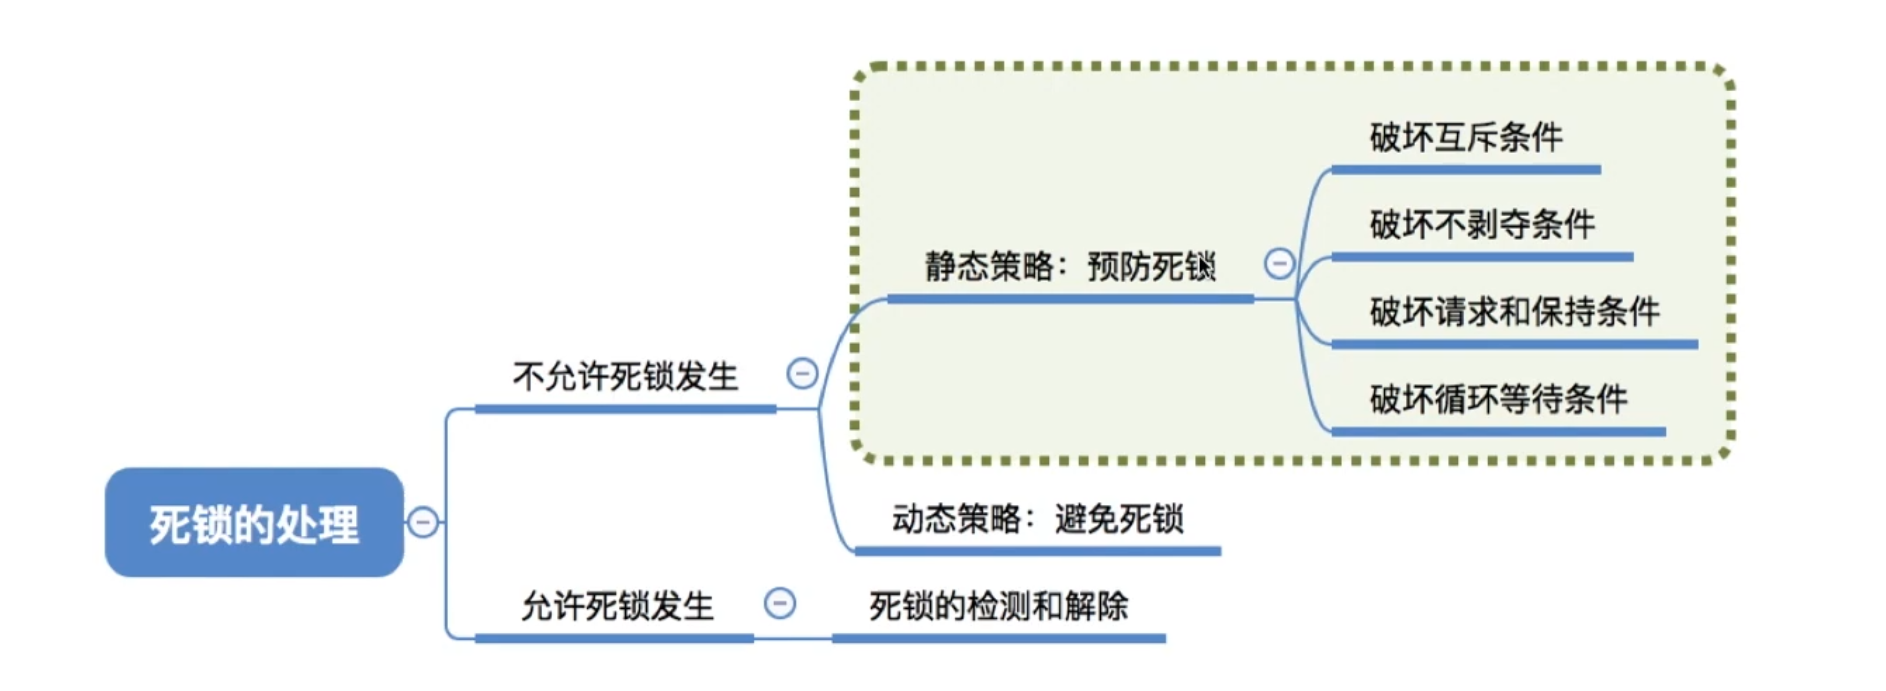 破坏互斥条件
破坏不剥夺条件
静态策略：预防死锁
破坏请求和保持条件
不允许死锁发生
破坏循环等待条件
死锁的处理
动态策略：避免死锁
允许死锁发生
死锁的检测和解除